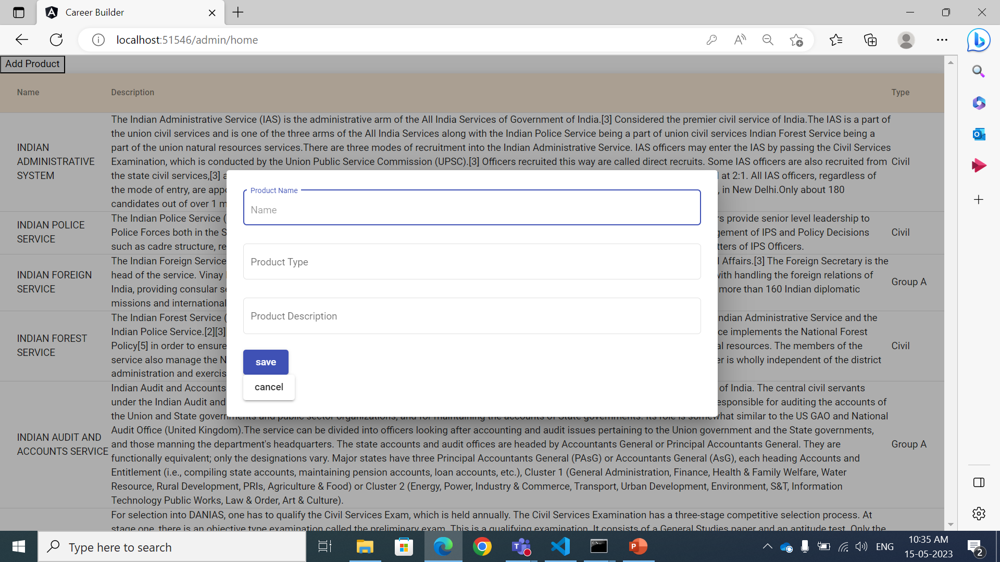 Career Builder
localhost:51546/admin/home
Add Product
Name Description Type
INDIAN ADMINISTRATIVE SYSTEM
The Indian Administrative Service (IAS) is the administrative arm of the All India Services of Government of India.[3] Considered the premier civil service of India.The IAS is a part of
the union civil services and is one of the three arms of the All India Services along with the Indian Police Service being a part of union civil services Indian Forest Service being a
part of the union natural resources services.There are three modes of recruitment into the Indian Administrative Service. IAS officers may enter the IAS by passing the Civil Services
Examination, which is conducted by the Union Public Service Commission (UPSC).[3] Officers recruited this way are called direct recruits. Some IAS officers are also recruited from
the state civil services,[3] at 2:1. All IAS officers, regardless of
the mode of entry, are , in New Delhi.Only about 180
candidates out of over 1
Civil
INDIAN POLICE SERVICE
The Indian Police Service ( provide senior level leadership to
Police Forces both in the of IPS and Policy Decisions
such as cadre structure, of IPS Officers.
Civil
INDIAN FOREIGN SERVICE
The Indian Foreign Service Affairs.[3] The Foreign Secretary is the
head of the service. Vinay with handling the foreign relations of
India, providing consular more than 160 Indian diplomatic
missions and international
Group A
INDIAN FOREST SERVICE
The Indian Forest Service ( Indian Administrative Service and the
Indian Police Service.[2][3] implements the National Forest
Policy[5] in order to ensure resources. The members of the
service also manage the is wholly independent of the district
administration and
Civil
INDIAN AUDIT AND ACCOUNTS SERVICE
Indian Audit and Accounts of India. The central civil servants
under the Indian Audit and responsible for auditing the accounts of
the Union and State governments and public sector organizations, and for maintaining the accounts of State governments. Its role is somewhat similar to the US GAO and National
Audit Office (United Kingdom).The service can be divided into officers looking after accounting and audit issues pertaining to the Union government and the State governments,
and those manning the department's headquarters. The state accounts and audit offices are headed by Accountants General or Principal Accountants General. They are
functionally equivalent; only the designations vary. Major states have three Principal Accountants General (PAsG) or Accountants General (AsG), each heading Accounts and
Entitlement (i.e., compiling state accounts, maintaining pension accounts, loan accounts, etc.), Cluster 1 (General Administration, Finance, Health & Family Welfare, Water
Resource, Rural Development, PRIs, Agriculture & Food) or Cluster 2 (Energy, Power, Industry & Commerce, Transport, Urban Development, Environment, S&T, Information
Technology Public Works, Law & Order, Art & Culture).
Group A
For selection into DANIAS, one has to qualify the Civil Services Exam, which is held annually. The Civil Services Examination has a three-stage competitive selection process. At
stage one, there is an objective type examination called the preliminary exam. This is a qualifying examination. It consists of a General Studies paper and an aptitude test. Only the
Product Name
Name
Product Type
Product Description
save
cancel
Type here to search
ENG
10:35 AM
15-05-2023
2